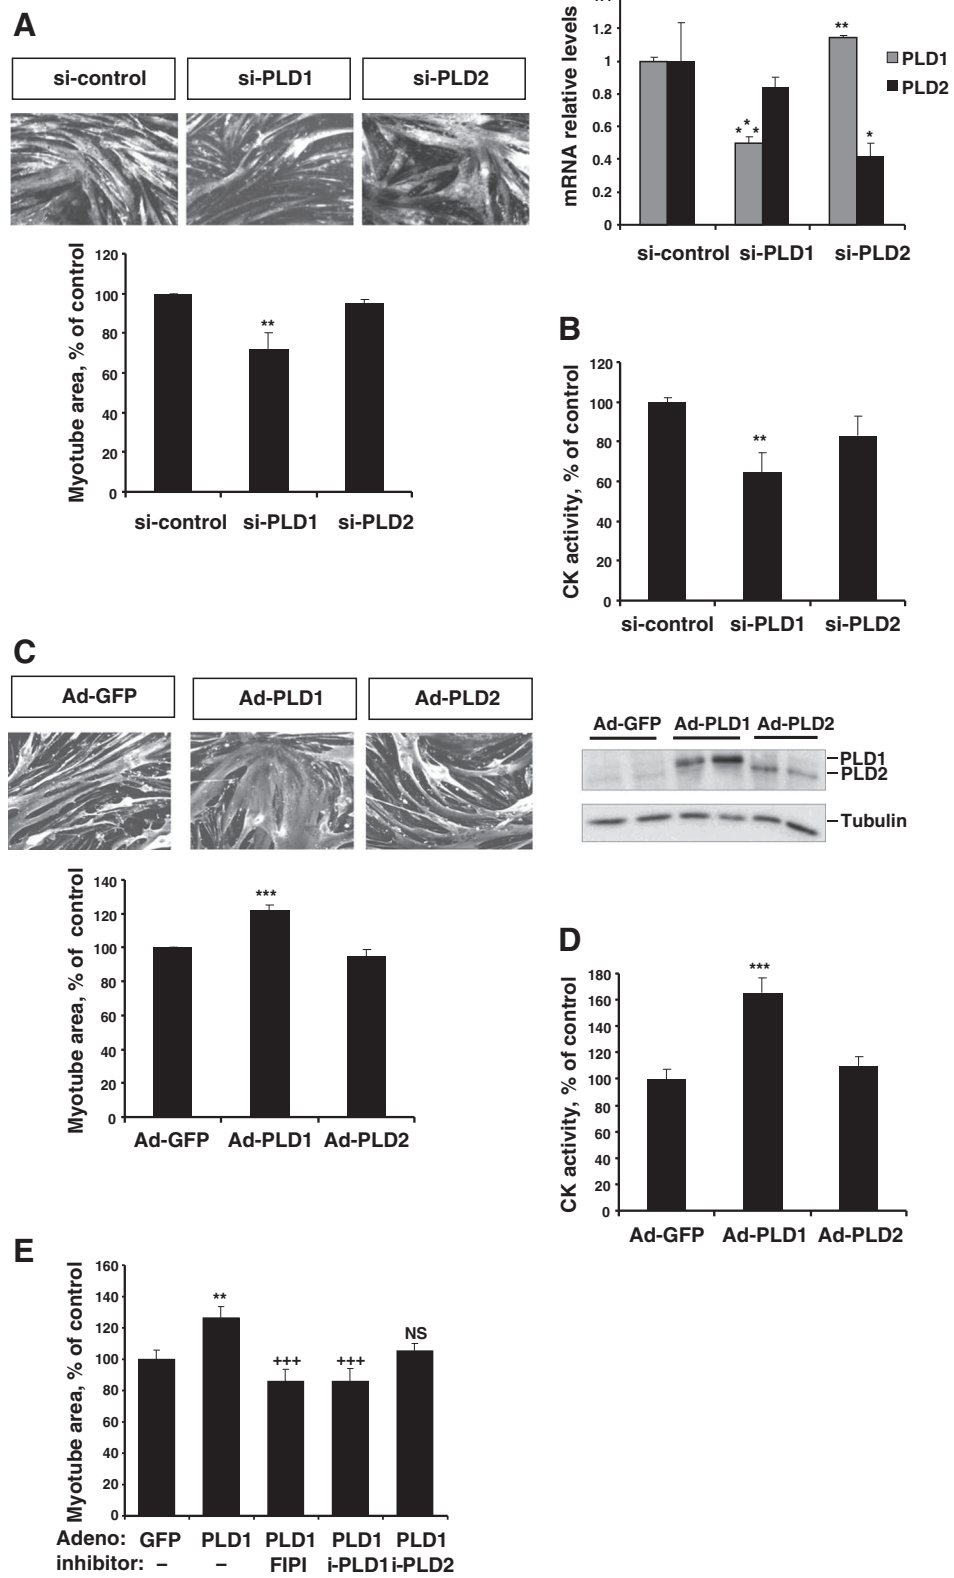 A
si-control
si-PLD1
si-PLD2
Myotube area, % of control
120
100
80
60
40
20
0
**
si-control
si-PLD1
si-PLD2
mRNA relative levels
1.2
1
0.8
0.6
0.4
0.2
0
***
**
*
PLD1
PLD2
si-control
si-PLD1
si-PLD2
B
CK activity, % of control
120
100
80
60
40
20
0
**
si-control
si-PLD1
si-PLD2
C
Ad-GFP
Ad-PLD1
Ad-PLD2
Ad-GFP
Ad-PLD1
Ad-PLD2
PLD1
PLD2
Tubulin
Myotube area, % of control
140
120
100
80
60
40
20
0
***
Ad-GFP
Ad-PLD1
Ad-PLD2
D
CK activity, % of control
180
160
140
120
100
80
60
40
20
0
***
Ad-GFP
Ad-PLD1
Ad-PLD2
E
Myotube area, % of control
160
140
120
100
80
60
40
20
0
**
+++
+++
NS
Adeno: GFP PLD1 PLD1 PLD1 PLD1
inhibitor: – – FIPI i-PLD1 i-PLD2